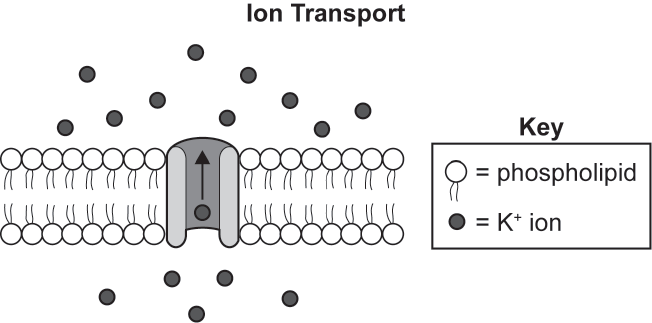 Ion Transport
Key
= phospholipid
= K⁺ ion